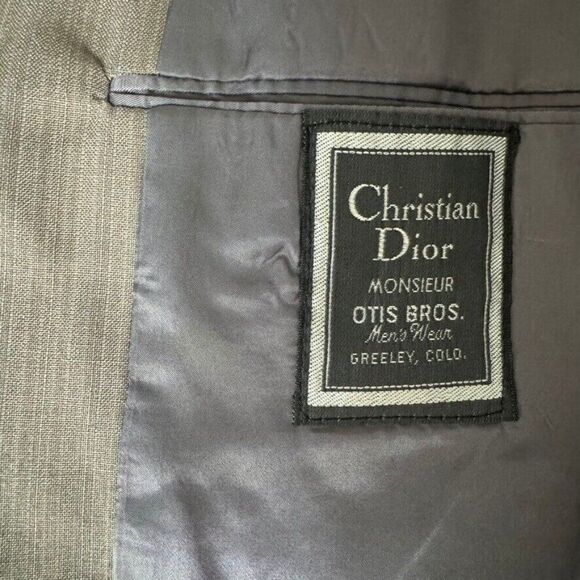 Christian
Dior
MONSIEUR
OTIS BROS.
Men's Wear
GREELEY, COLO.